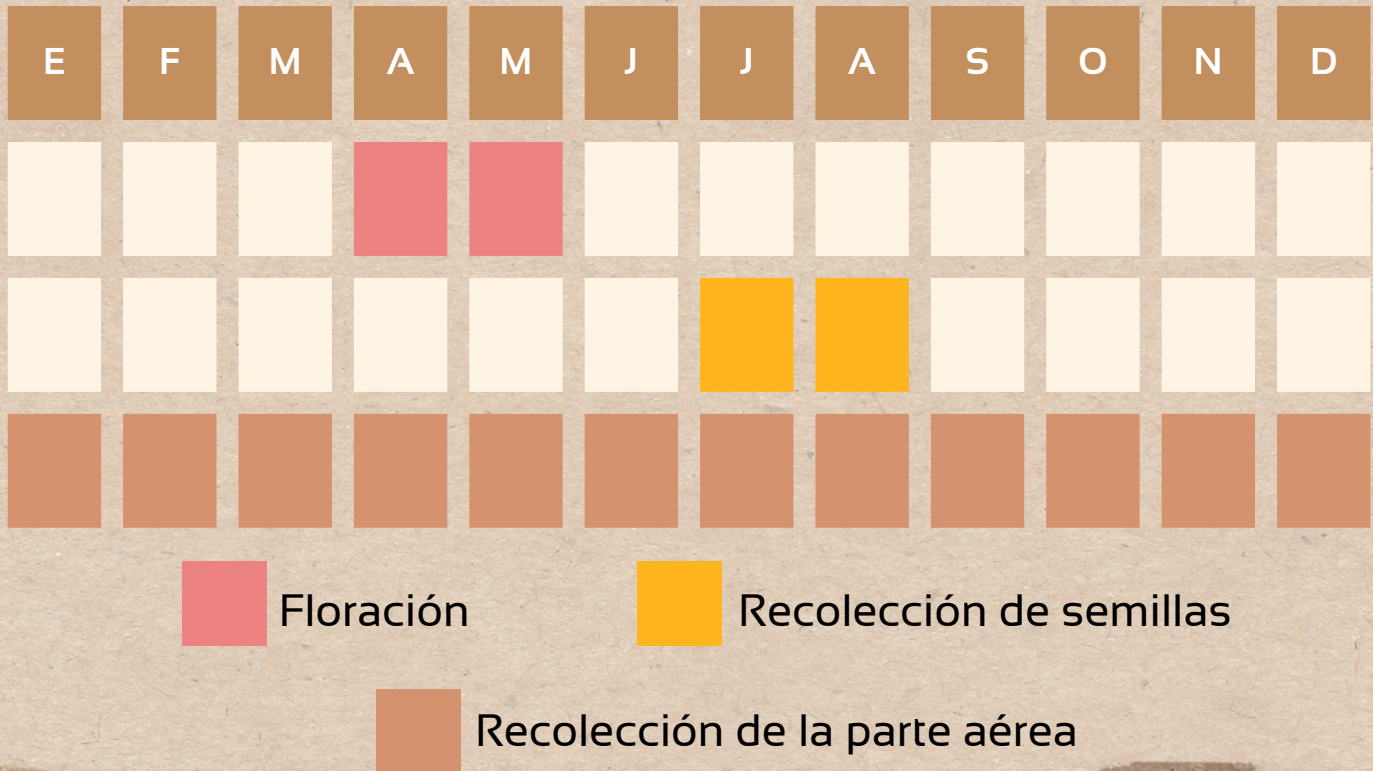 E F M A M J J A S O N D
Floración Recolección de semillas
Recolección de la parte aérea